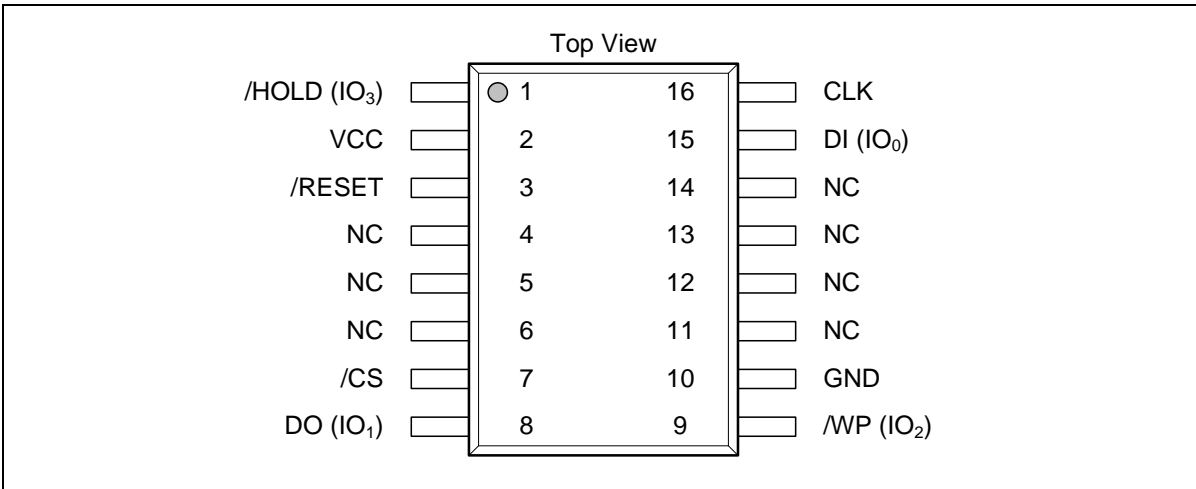 Top View
/HOLD (IO₃) 1 16 CLK
VCC 2 15 DI (IO₀)
/RESET 3 14 NC
NC 4 13 NC
NC 5 12 NC
NC 6 11 NC
/CS 7 10 GND
DO (IO₁) 8 9 /WP (IO₂)